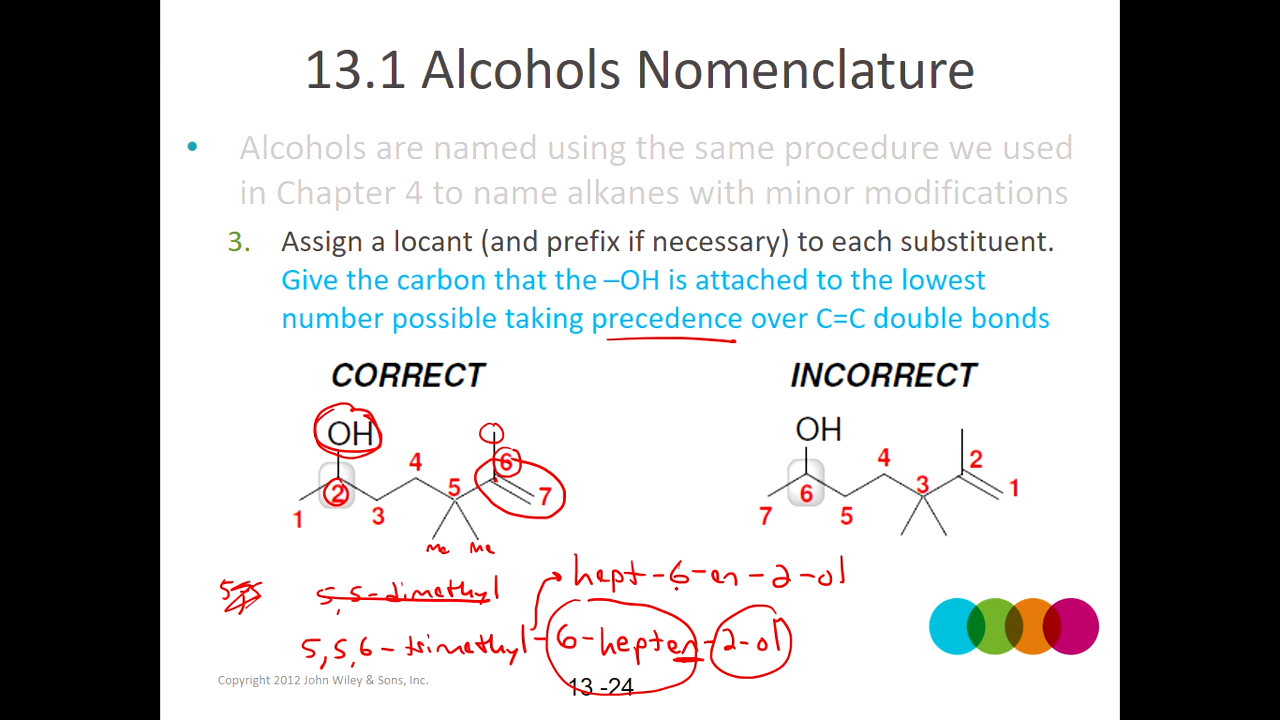 13.1 Alcohols Nomenclature
• Alcohols are named using the same procedure we used
in Chapter 4 to name alkanes with minor modifications
3. Assign a locant (and prefix if necessary) to each substituent.
Give the carbon that the –OH is attached to the lowest
number possible taking precedence over C=C double bonds
CORRECT
INCORRECT
OH
1 2 3 4 5 6 7
Me Me
OH
7 6 5 4 3 2 1
hept-6-en-2-ol
5,5-dimethyl
5,5,6-trimethyl-6-hepten-2-ol
Copyright 2012 John Wiley & Sons, Inc.
13 -24